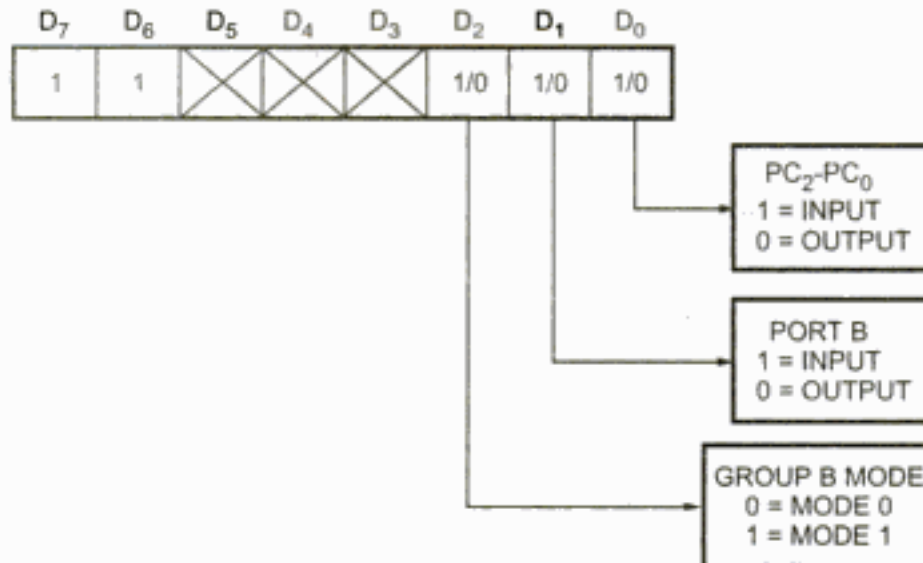 D7 D6 D5 D4 D3 D2 D1 D0
1 1 1/0 1/0 1/0
PC2-PC0
1 = INPUT
0 = OUTPUT
PORT B
1 = INPUT
0 = OUTPUT
GROUP B MODE
0 = MODE 0
1 = MODE 1